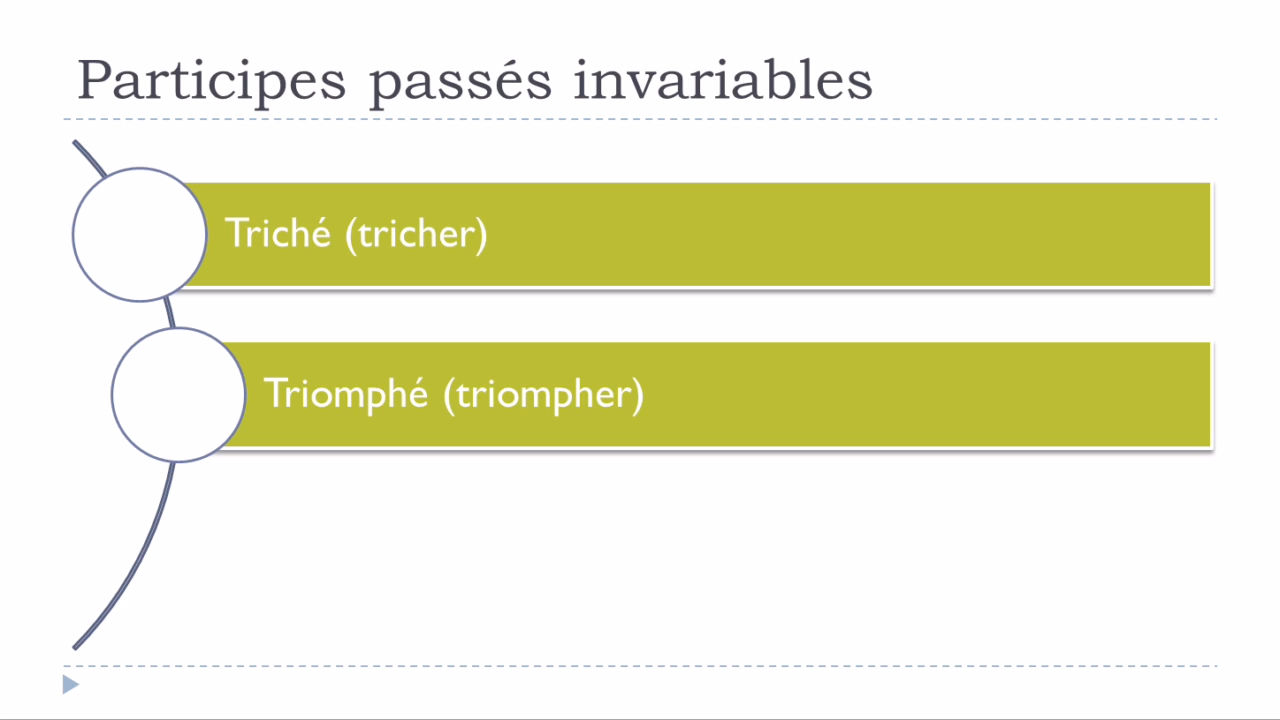 Participes passés invariables
Triché (tricher)
Triomphé (triompher)